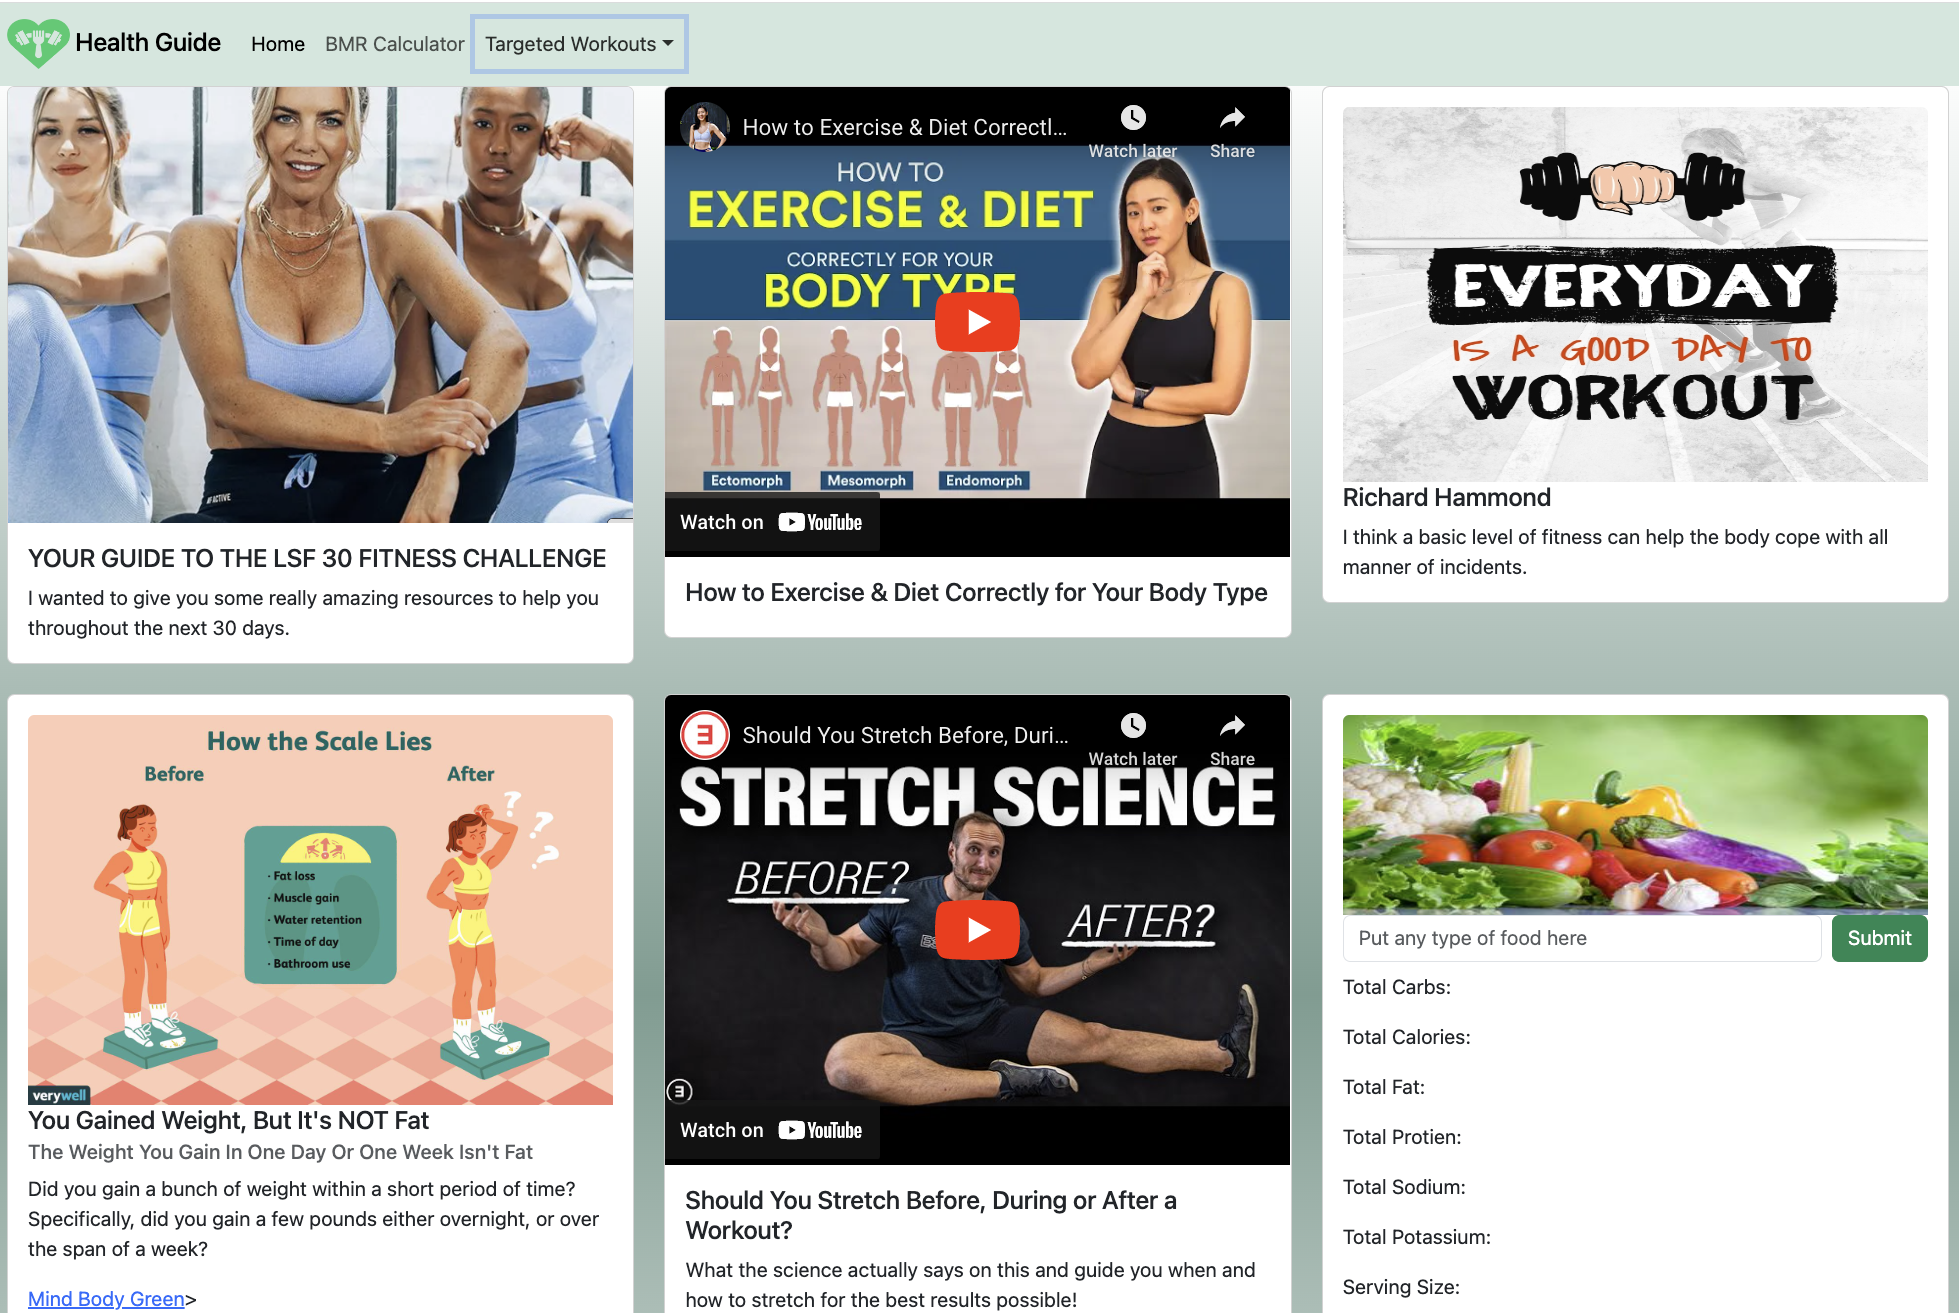 Health Guide
Home
BMR Calculator
Targeted Workouts
AE ACTIVE
YOUR GUIDE TO THE LSF 30 FITNESS CHALLENGE
I wanted to give you some really amazing resources to help you
throughout the next 30 days.
How to Exercise & Diet Correctl...
Watch later
Share
HOW TO
EXERCISE & DIET
CORRECTLY FOR YOUR
BODY TYPE
Ectomorph
Mesomorph
Endomorph
Watch on YouTube
How to Exercise & Diet Correctly for Your Body Type
EVERYDAY
IS A GOOD DAY TO
WORKOUT
Richard Hammond
I think a basic level of fitness can help the body cope with all
manner of incidents.
How the Scale Lies
Before
After
? ? ?
· Fat loss
· Muscle gain
· Water retention
· Time of day
· Bathroom use
verywell
You Gained Weight, But It's NOT Fat
The Weight You Gain In One Day Or One Week Isn't Fat
Did you gain a bunch of weight within a short period of time?
Specifically, did you gain a few pounds either overnight, or over
the span of a week?
Mind Body Green>
Should You Stretch Before, Duri...
Watch later
Share
STRETCH SCIENCE
BEFORE?
AFTER?
Watch on YouTube
Should You Stretch Before, During or After a
Workout?
What the science actually says on this and guide you when and
how to stretch for the best results possible!
Put any type of food here
Submit
Total Carbs:
Total Calories:
Total Fat:
Total Protien:
Total Sodium:
Total Potassium:
Serving Size: